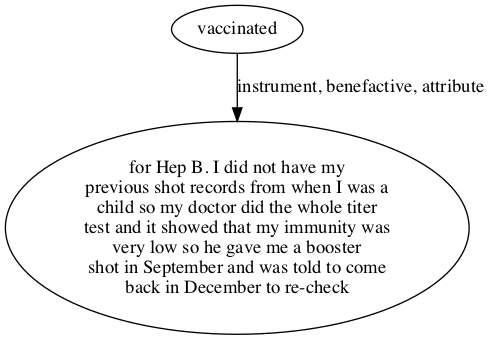 vaccinated
instrument, benefactive, attribute
for Hep B. I did not have my
previous shot records from when I was a
child so my doctor did the whole titer
test and it showed that my immunity was
very low so he gave me a booster
shot in September and was told to come
back in December to re-check